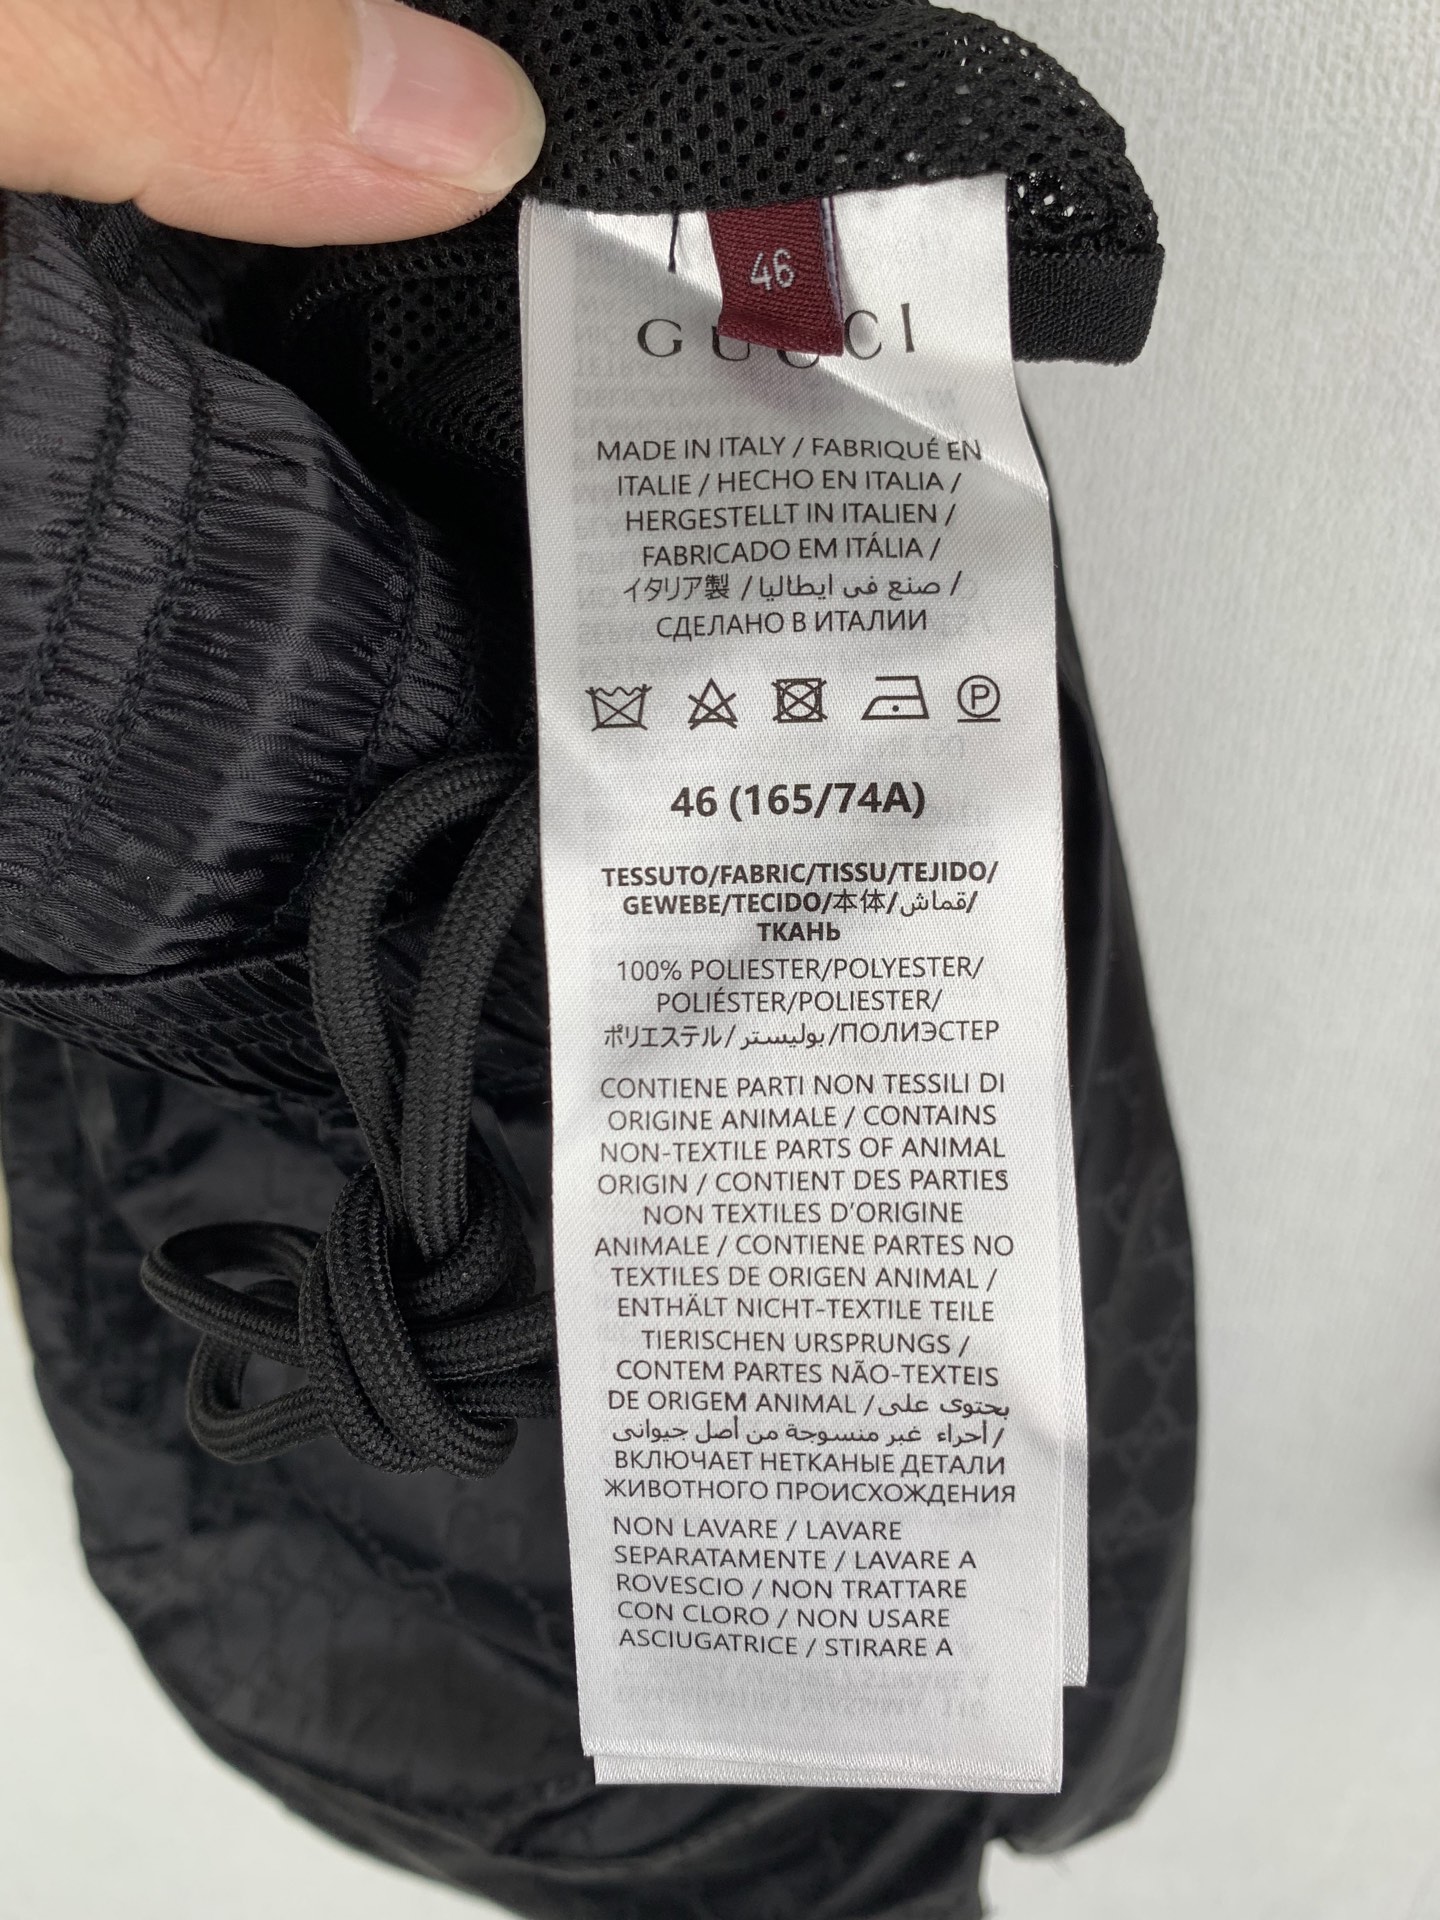 46
GUCCI
MADE IN ITALY / FABRIQUÉ EN
ITALIE / HECHO EN ITALIA /
HERGESTELLT IN ITALIEN /
FABRICADO EM ITÁLIA /
イタリア製 / صنع في ايطاليا /
СДЕЛАНО В ИТАЛИИ
P
46 (165/74A)
TESSUTO/FABRIC/TISSU/TEJIDO/
GEWEBE/TECIDO/本体/قماش/
ТКАНЬ
100% POLIESTER/POLYESTER/
POLIÉSTER/POLIESTER/
ポリエステル/بوليستر/ПОЛИЭСТЕР
CONTIENE PARTI NON TESSILI DI
ORIGINE ANIMALE / CONTAINS
NON-TEXTILE PARTS OF ANIMAL
ORIGIN / CONTIENT DES PARTIES
NON TEXTILES D'ORIGINE
ANIMALE / CONTIENE PARTES NO
TEXTILES DE ORIGEN ANIMAL /
ENTHÄLT NICHT-TEXTILE TEILE
TIERISCHEN URSPRUNGS /
CONTEM PARTES NÃO-TEXTEIS
DE ORIGEM ANIMAL / يحتوى على
أجزاء غير منسوجة من أصل حيوانى /
ВКЛЮЧАЕТ НЕТКАНЫЕ ДЕТАЛИ
ЖИВОТНОГО ПРОИСХОЖДЕНИЯ
NON LAVARE / LAVARE
SEPARATAMENTE / LAVARE A
ROVESCIO / NON TRATTARE
CON CLORO / NON USARE
ASCIUGATRICE / STIRARE A